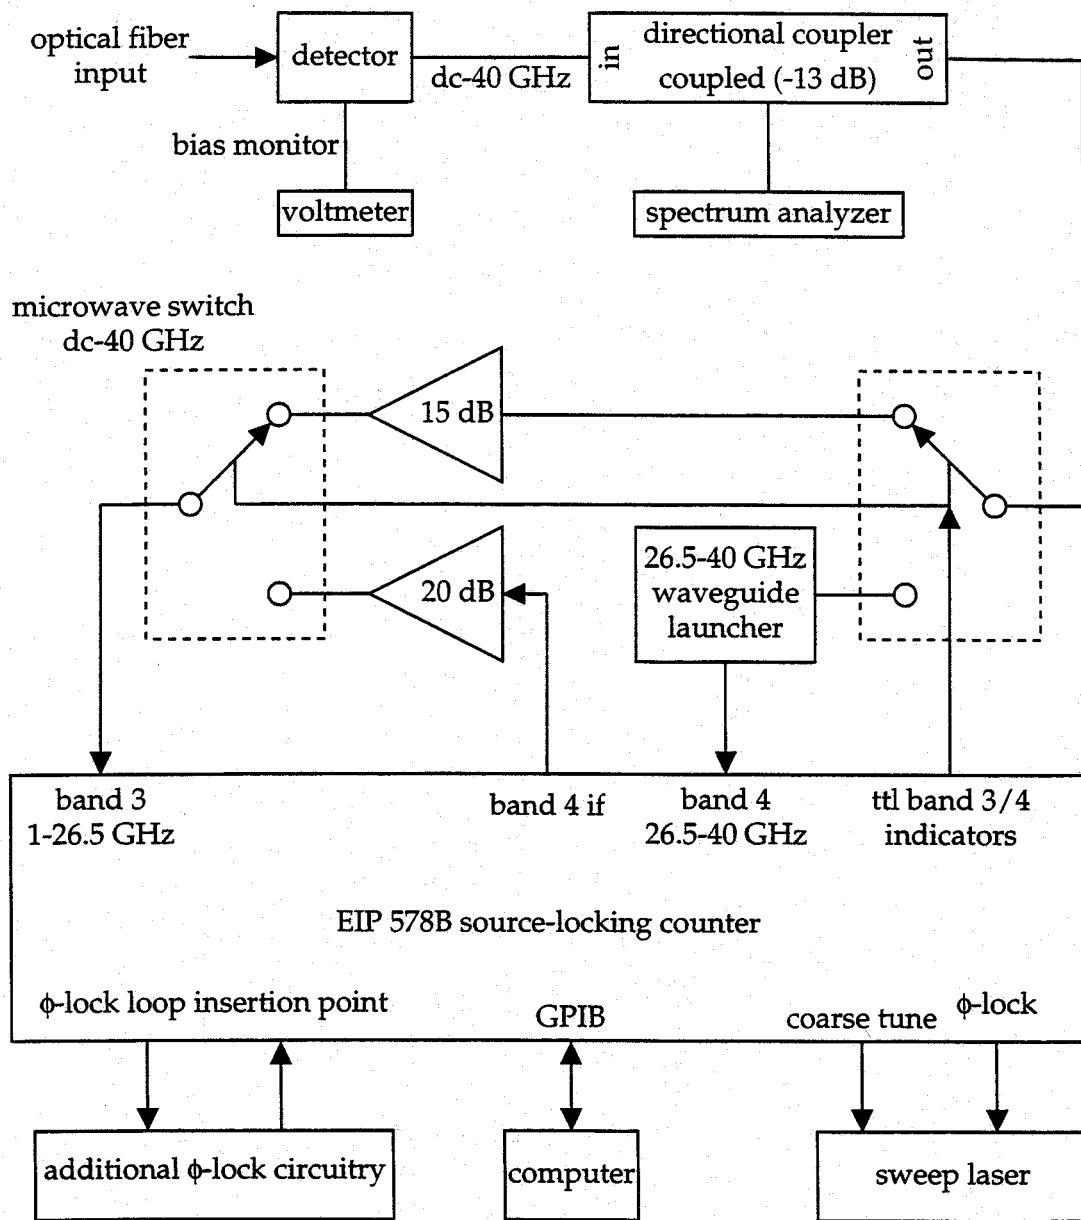 optical fiber
input
detector
dc-40 GHz
in
directional coupler
coupled (-13 dB)
out
bias monitor
voltmeter
spectrum analyzer
microwave switch
dc-40 GHz
15 dB
20 dB
26.5-40 GHz
waveguide
launcher
band 3
1-26.5 GHz
band 4 if
band 4
26.5-40 GHz
ttl band 3/4
indicators
EIP 578B source-locking counter
ϕ-lock loop insertion point
GPIB
coarse tune
ϕ-lock
additional ϕ-lock circuitry
computer
sweep laser